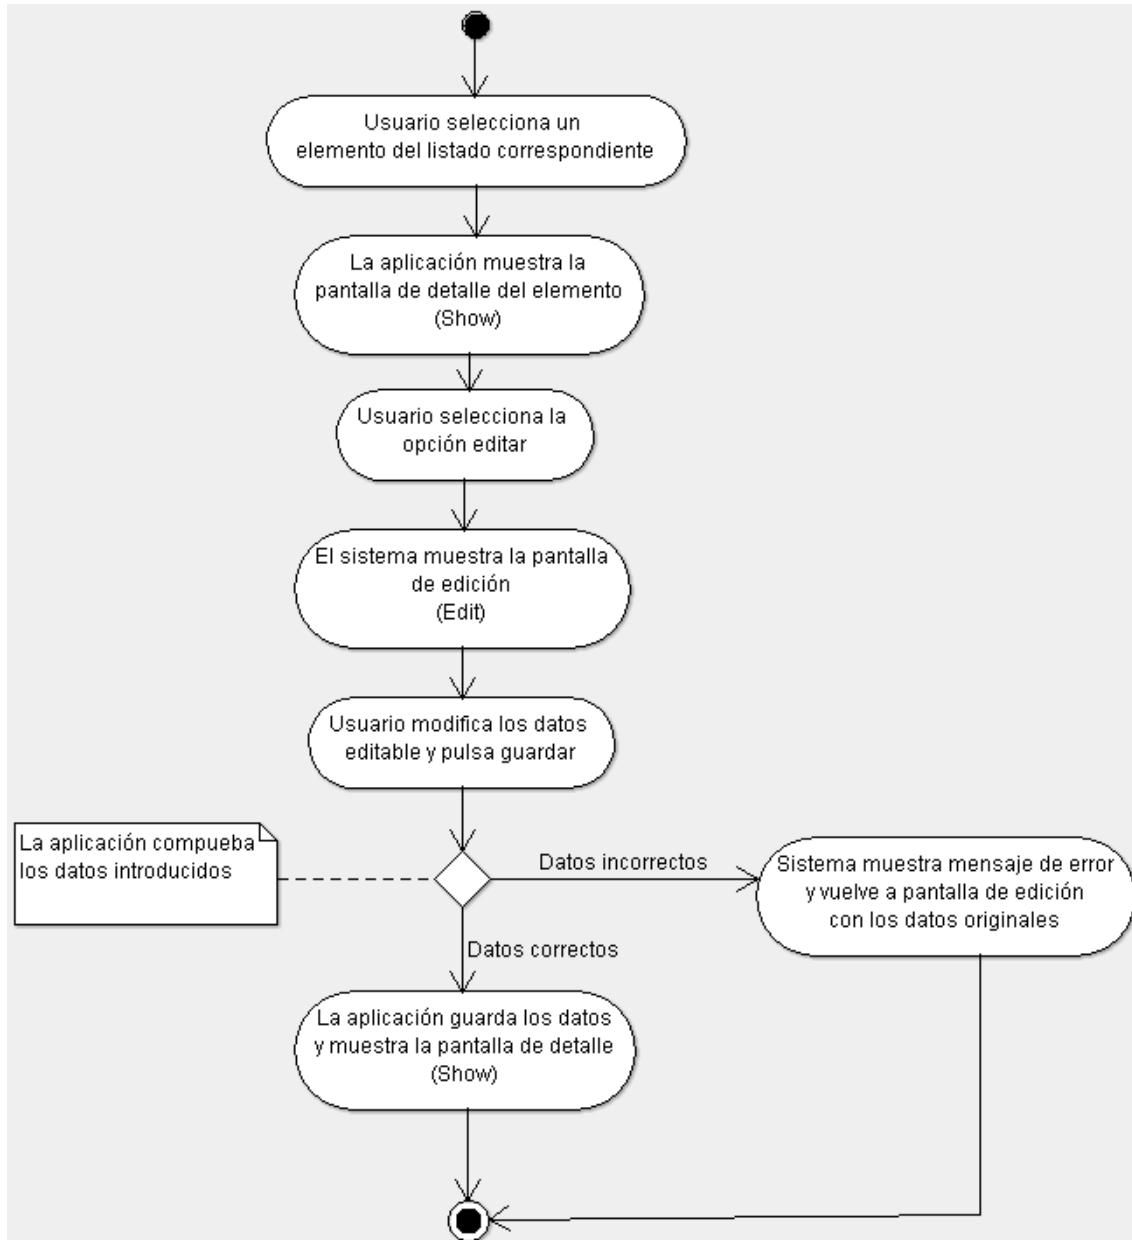 Usuario selecciona un
elemento del listado correspondiente
La aplicación muestra la
pantalla de detalle del elemento
(Show)
Usuario selecciona la
opción editar
El sistema muestra la pantalla
de edición
(Edit)
Usuario modifica los datos
editable y pulsa guardar
La aplicación compueba
los datos introducidos
Datos incorrectos
Sistema muestra mensaje de error
y vuelve a pantalla de edición
con los datos originales
Datos correctos
La aplicación guarda los datos
y muestra la pantalla de detalle
(Show)